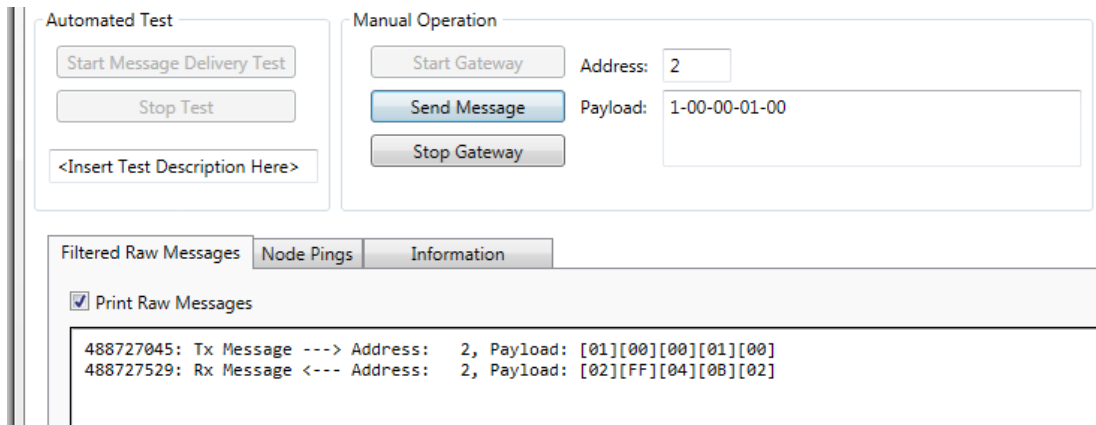 Automated Test
Start Message Delivery Test
Stop Test
<Insert Test Description Here>
Manual Operation
Start Gateway
Address: 2
Send Message
Payload: 1-00-00-01-00
Stop Gateway
Filtered Raw Messages
Node Pings
Information
Print Raw Messages
488727045: Tx Message ---> Address:   2, Payload: [01][00][00][01][00]
488727529: Rx Message <--- Address:   2, Payload: [02][FF][04][0B][02]